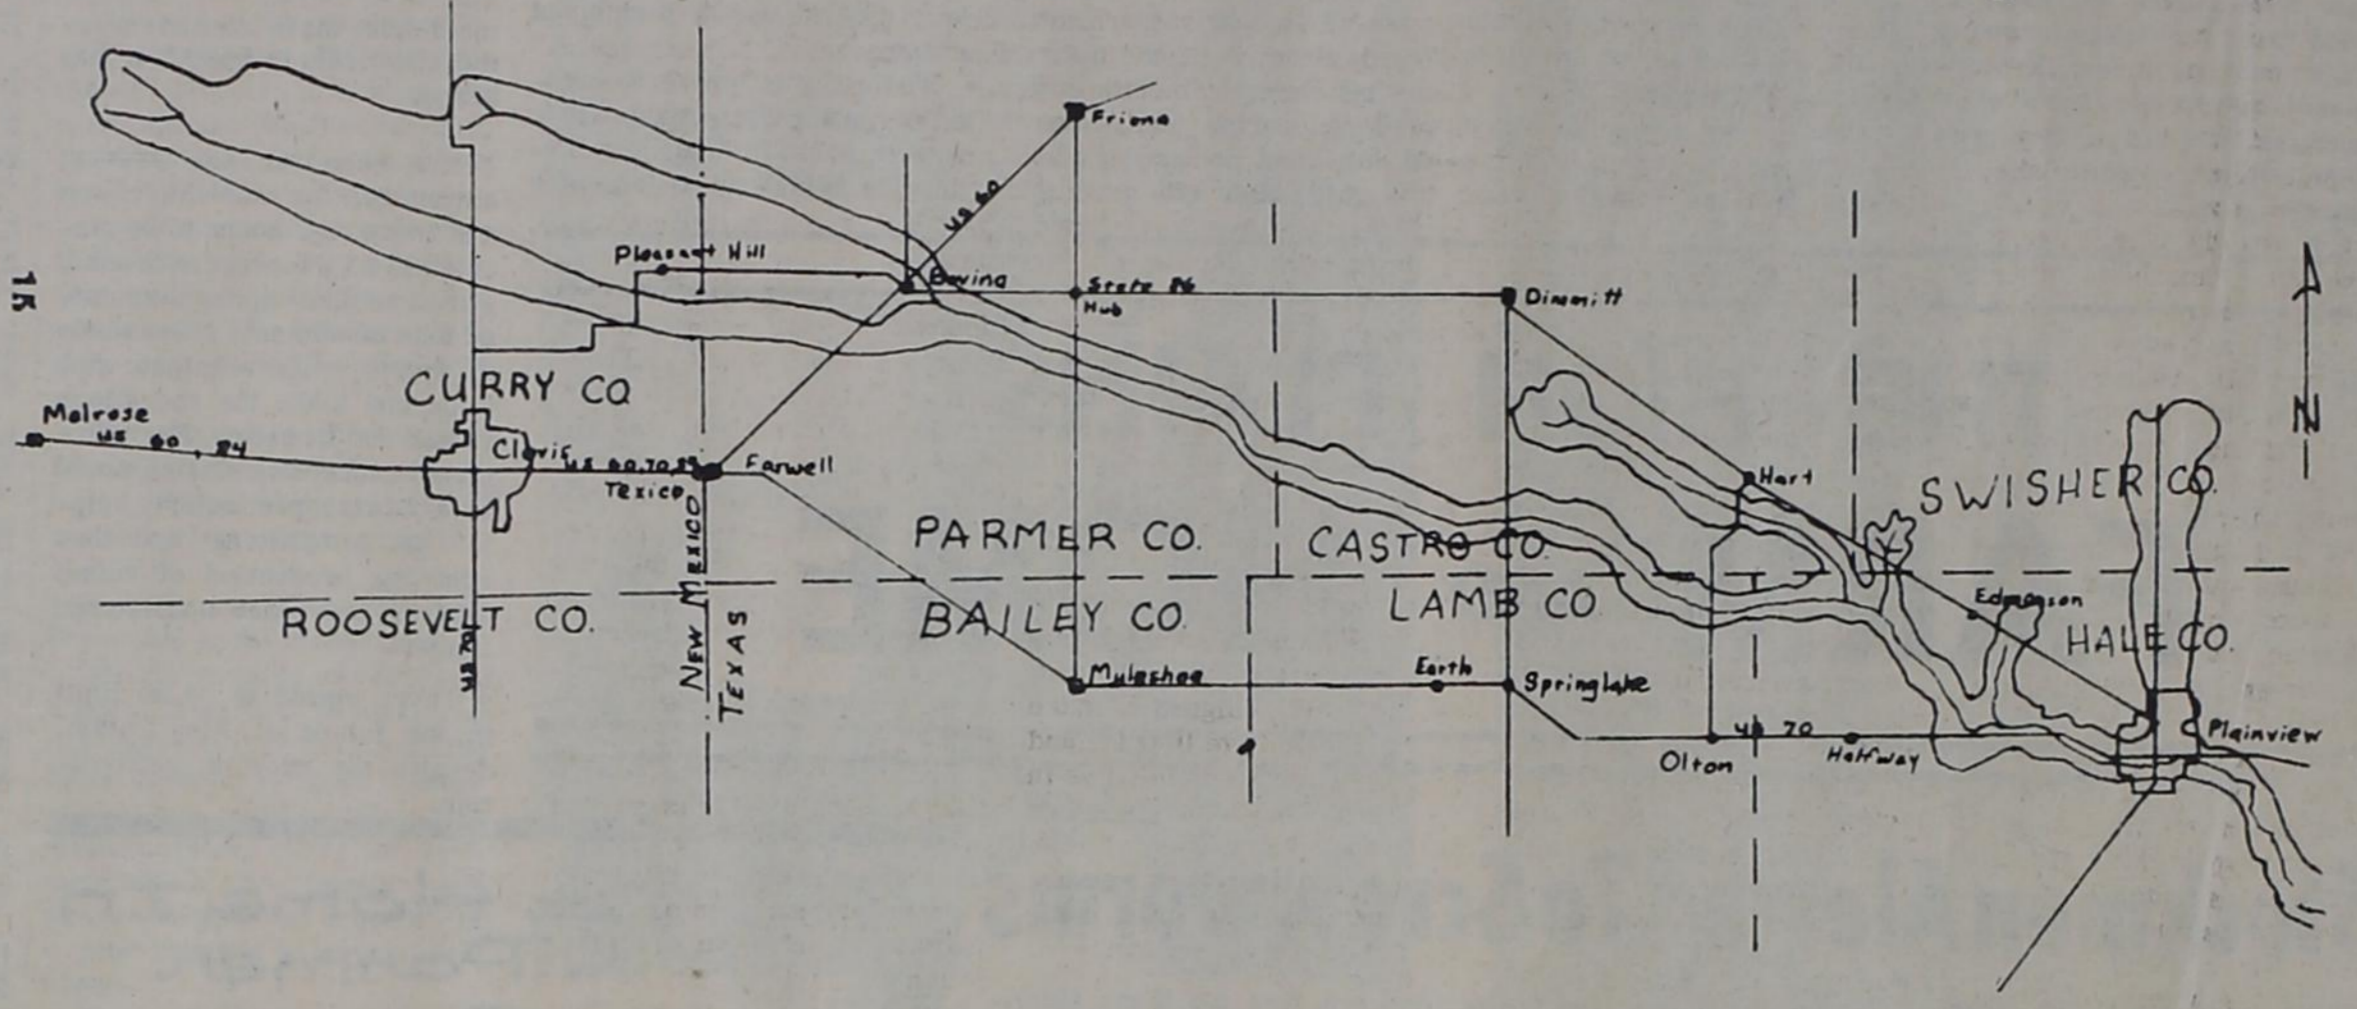 Friona
US 60
Pleasant Hill
Bovina
State 86
Hub
Dimmitt
15
CURRY CO
Melrose
US 60, 84
Clovis
US 60,70,84
Farwell
Texico
Hart
SWISHER CO.
N
PARMER CO.
CASTRO CO.
NEW MEXICO
TEXAS
ROOSEVELT CO.
BAILEY CO.
LAMB CO.
Edmonson
HALE CO.
US 70
Muleshoe
Earth
Springlake
Olton
US 70
Halfway
Plainview